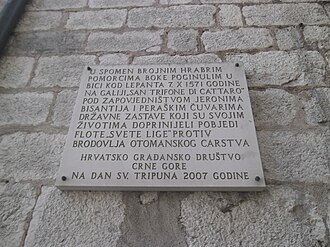 U SPOMEN BROJNIM HRABRIM
POMORCIMA BOKE POGINULIM U
BICI KOD LEPANTA 7. X 1571 GODINE
NA GALIJI „SAN TRIFONE DI CATTARO”
POD ZAPOVJEDNIŠTVOM JERONIMA
BISANTIJA I PERAŠKIM ČUVARIMA
DRŽAVNE ZASTAVE KOJI SU SVOJIM
ŽIVOTIMA DOPRINIJELI POBJEDI
FLOTE „SVETE LIGE” PROTIV
BRODOVLJA OTOMANSKOG CARSTVA
HRVATSKO GRAĐANSKO DRUŠTVO
CRNE GORE
NA DAN SV. TRIPUNA 2007 GODINE